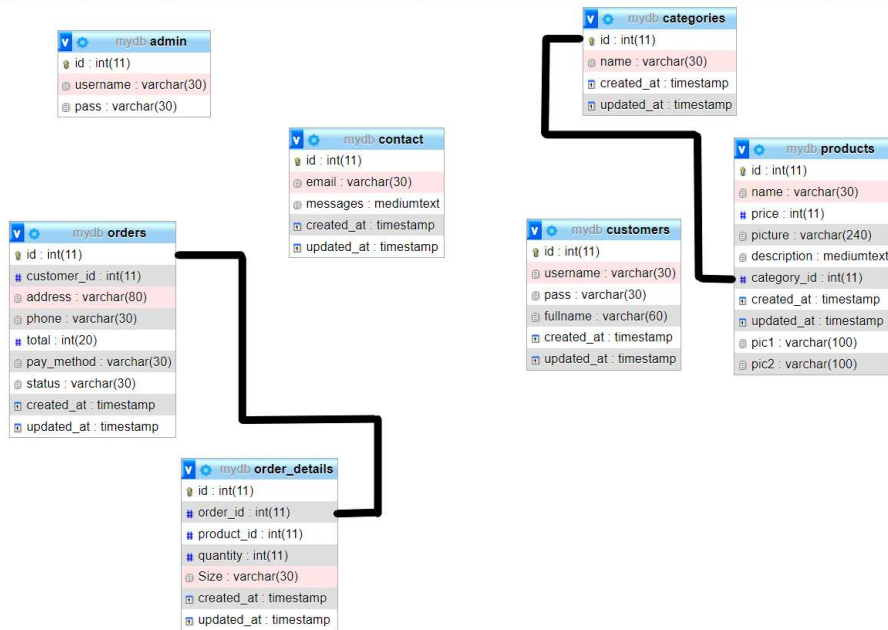 mydb admin
id : int(11)
username : varchar(30)
pass : varchar(30)
mydb categories
id : int(11)
name : varchar(30)
created_at : timestamp
updated_at : timestamp
mydb contact
id : int(11)
email : varchar(30)
messages : mediumtext
created_at : timestamp
updated_at : timestamp
mydb products
id : int(11)
name : varchar(30)
price : int(11)
picture : varchar(240)
description : mediumtext
category_id : int(11)
created_at : timestamp
updated_at : timestamp
pic1 : varchar(100)
pic2 : varchar(100)
mydb orders
id : int(11)
customer_id : int(11)
address : varchar(80)
phone : varchar(30)
total : int(20)
pay_method : varchar(30)
status : varchar(30)
created_at : timestamp
updated_at : timestamp
mydb customers
id : int(11)
username : varchar(30)
pass : varchar(30)
fullname : varchar(60)
created_at : timestamp
updated_at : timestamp
mydb order_details
id : int(11)
order_id : int(11)
product_id : int(11)
quantity : int(11)
Size : varchar(30)
created_at : timestamp
updated_at : timestamp